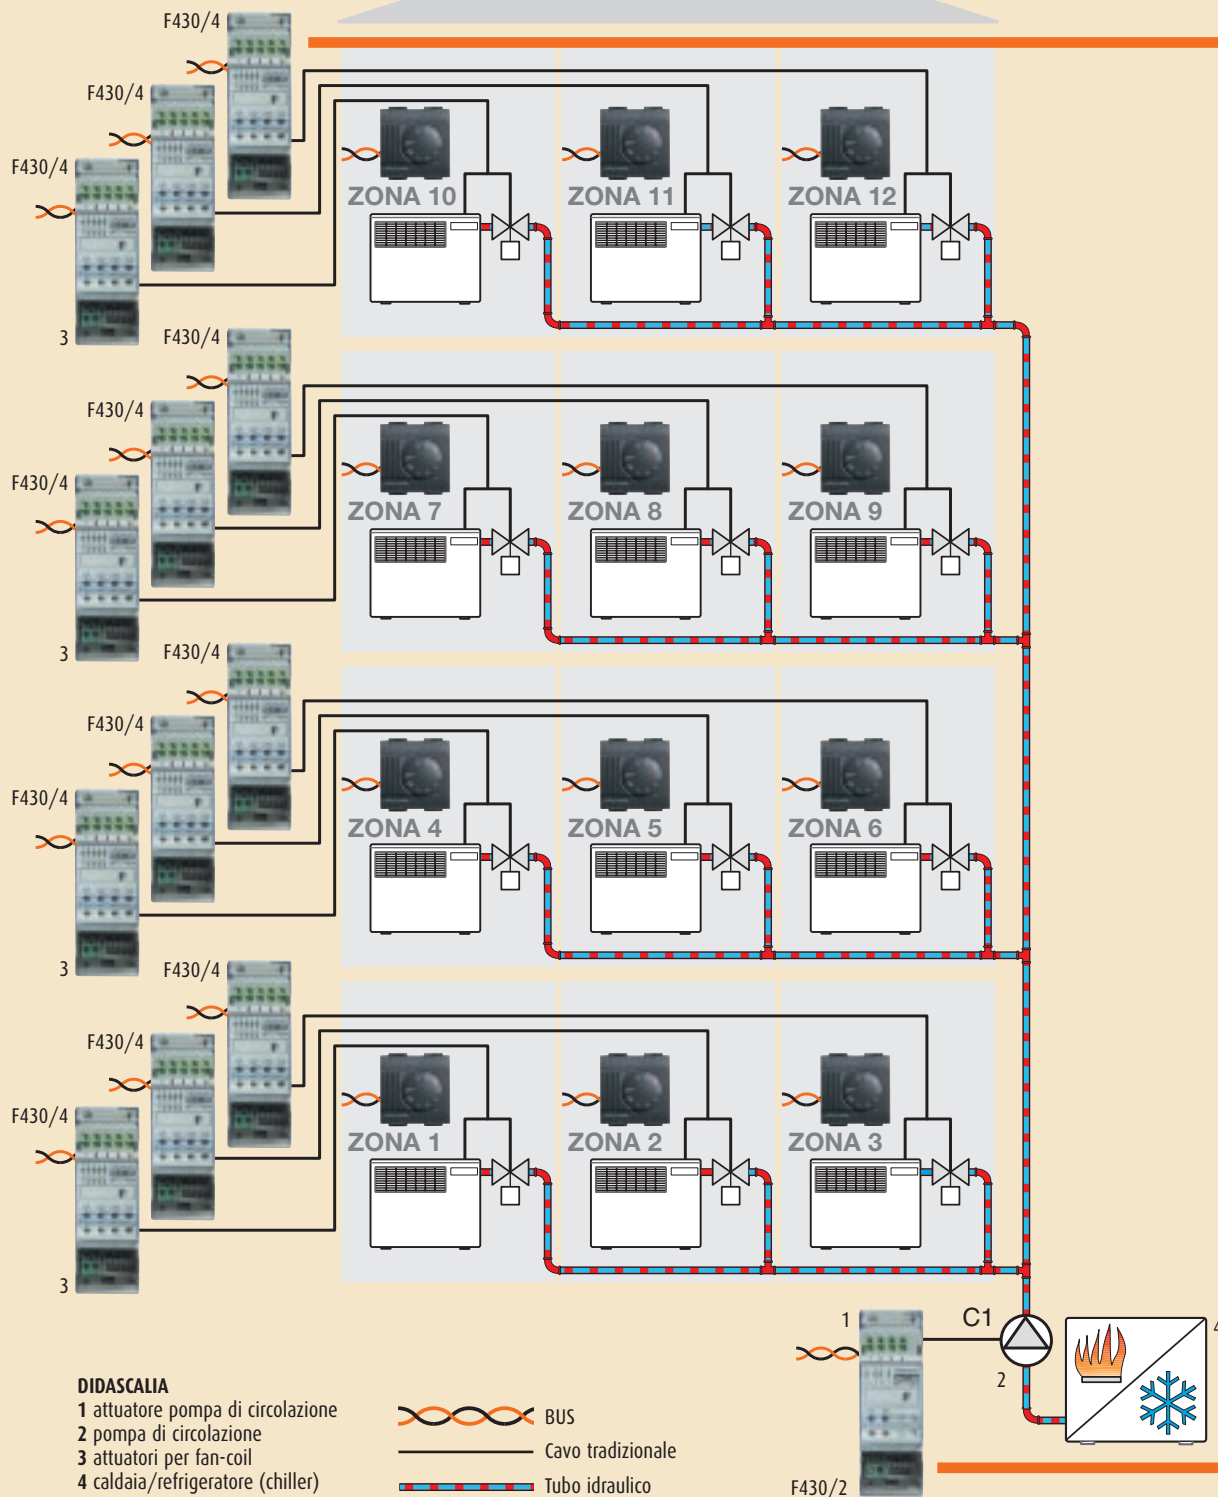 F430/4
F430/4
F430/4
ZONA 10
ZONA 11
ZONA 12
3
F430/4
F430/4
F430/4
ZONA 7
ZONA 8
ZONA 9
3
F430/4
F430/4
F430/4
ZONA 4
ZONA 5
ZONA 6
3
F430/4
F430/4
F430/4
ZONA 1
ZONA 2
ZONA 3
3
1
C1
4
2
F430/2
DIDASCALIA
1 attuatore pompa di circolazione
2 pompa di circolazione
3 attuatori per fan-coil
4 caldaia/refrigeratore (chiller)
BUS
Cavo tradizionale
Tubo idraulico